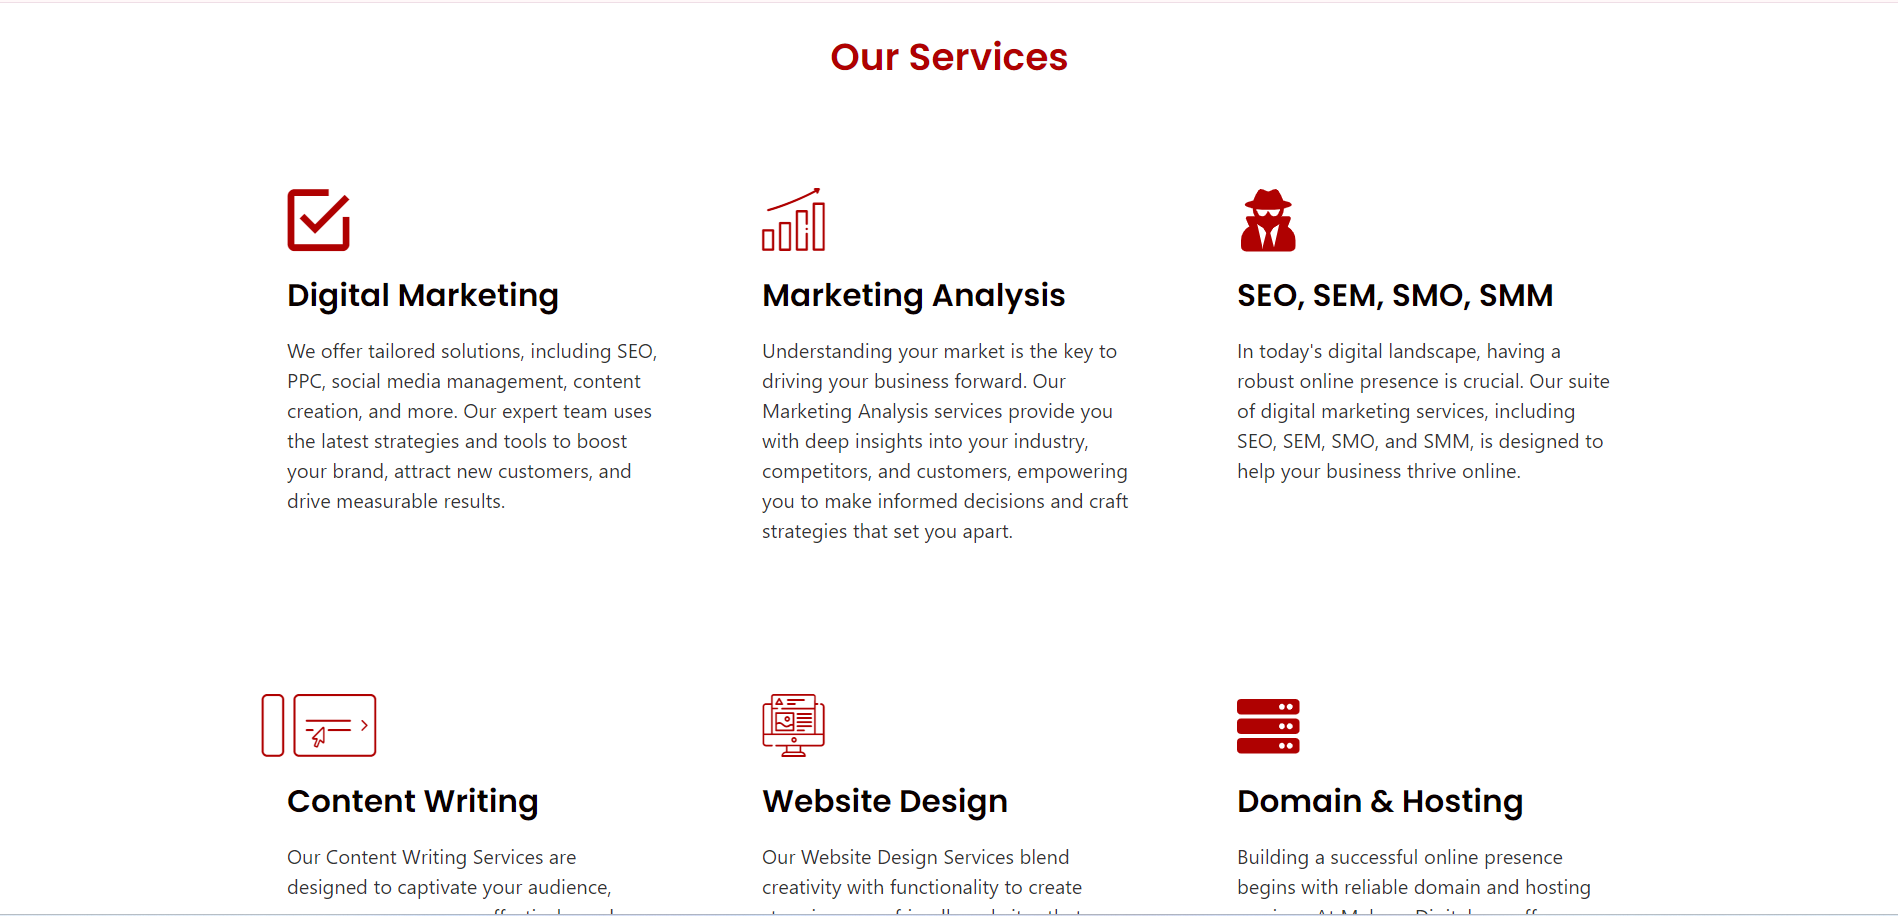 Our Services
Digital Marketing
We offer tailored solutions, including SEO,
PPC, social media management, content
creation, and more. Our expert team uses
the latest strategies and tools to boost
your brand, attract new customers, and
drive measurable results.
Marketing Analysis
Understanding your market is the key to
driving your business forward. Our
Marketing Analysis services provide you
with deep insights into your industry,
competitors, and customers, empowering
you to make informed decisions and craft
strategies that set you apart.
SEO, SEM, SMO, SMM
In today's digital landscape, having a
robust online presence is crucial. Our suite
of digital marketing services, including
SEO, SEM, SMO, and SMM, is designed to
help your business thrive online.
Content Writing
Our Content Writing Services are
designed to captivate your audience,
Website Design
Our Website Design Services blend
creativity with functionality to create
Domain & Hosting
Building a successful online presence
begins with reliable domain and hosting